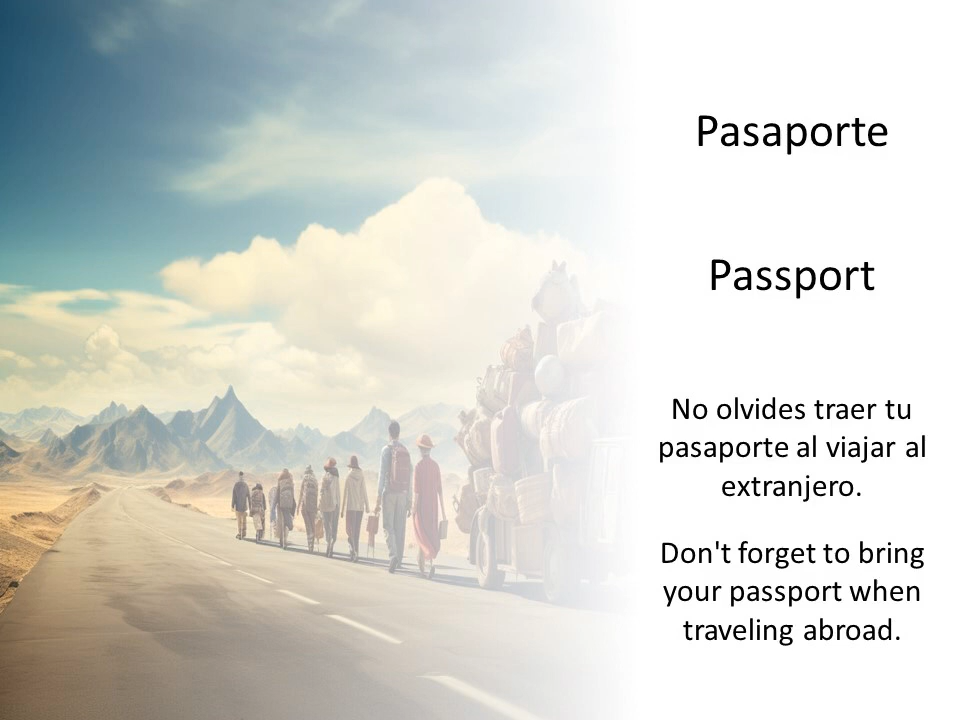 Pasaporte
Passport
No olvides traer tu
pasaporte al viajar al
extranjero.
Don't forget to bring
your passport when
traveling abroad.